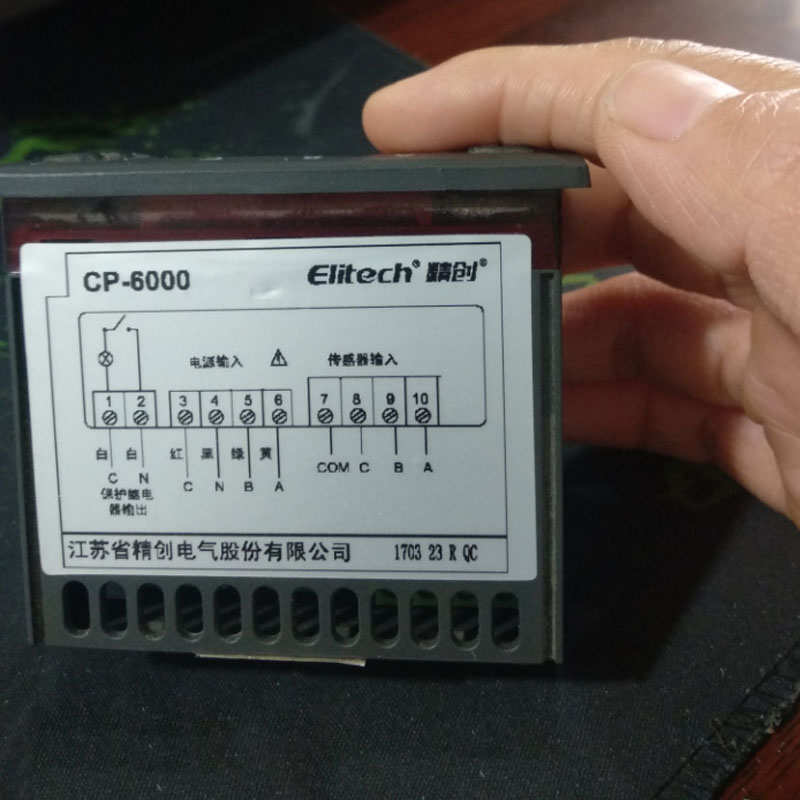 CP-6000
Elitech® 精创®
电源输入 传感器输入
1 2 3 4 5 6 7 8 9 10
白 白 红 黑 绿 黄
COM C B A
C N C N B A
保护继电
器输出
江苏省精创电气股份有限公司 1703 23 R QC